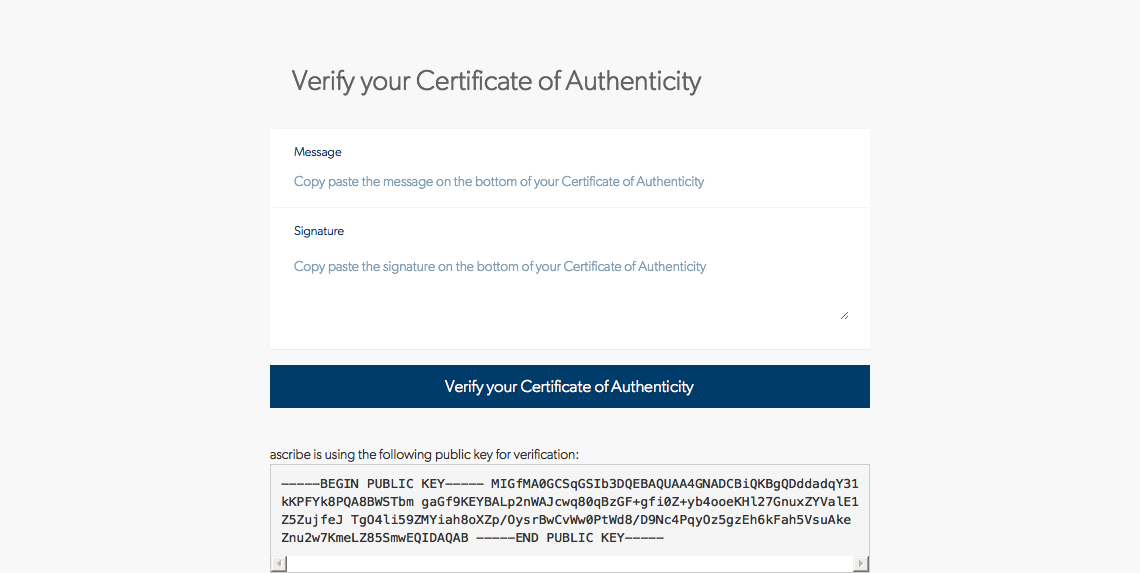 Verify your Certificate of Authenticity
Message
Copy paste the message on the bottom of your Certificate of Authenticity
Signature
Copy paste the signature on the bottom of your Certificate of Authenticity
Verify your Certificate of Authenticity
ascribe is using the following public key for verification:
-----BEGIN PUBLIC KEY----- MIGfMA0GCSqGSIb3DQEBAQUAA4GNADCBiQKBgQDddadqY31
kKPFYk8PQA8BWSTbm gaGf9KEYBALp2nWAJcwq80qBzGF+gfi0Z+yb4ooeKHl27GnuxZYValE1
Z5ZujfeJ TgO4li59ZMYiah8oXZp/OysrBwCvWw0PtWd8/D9Nc4PqyOz5gzEh6kFah5VsuAke
Znu2w7KmeLZ85SmwEQIDAQAB -----END PUBLIC KEY-----